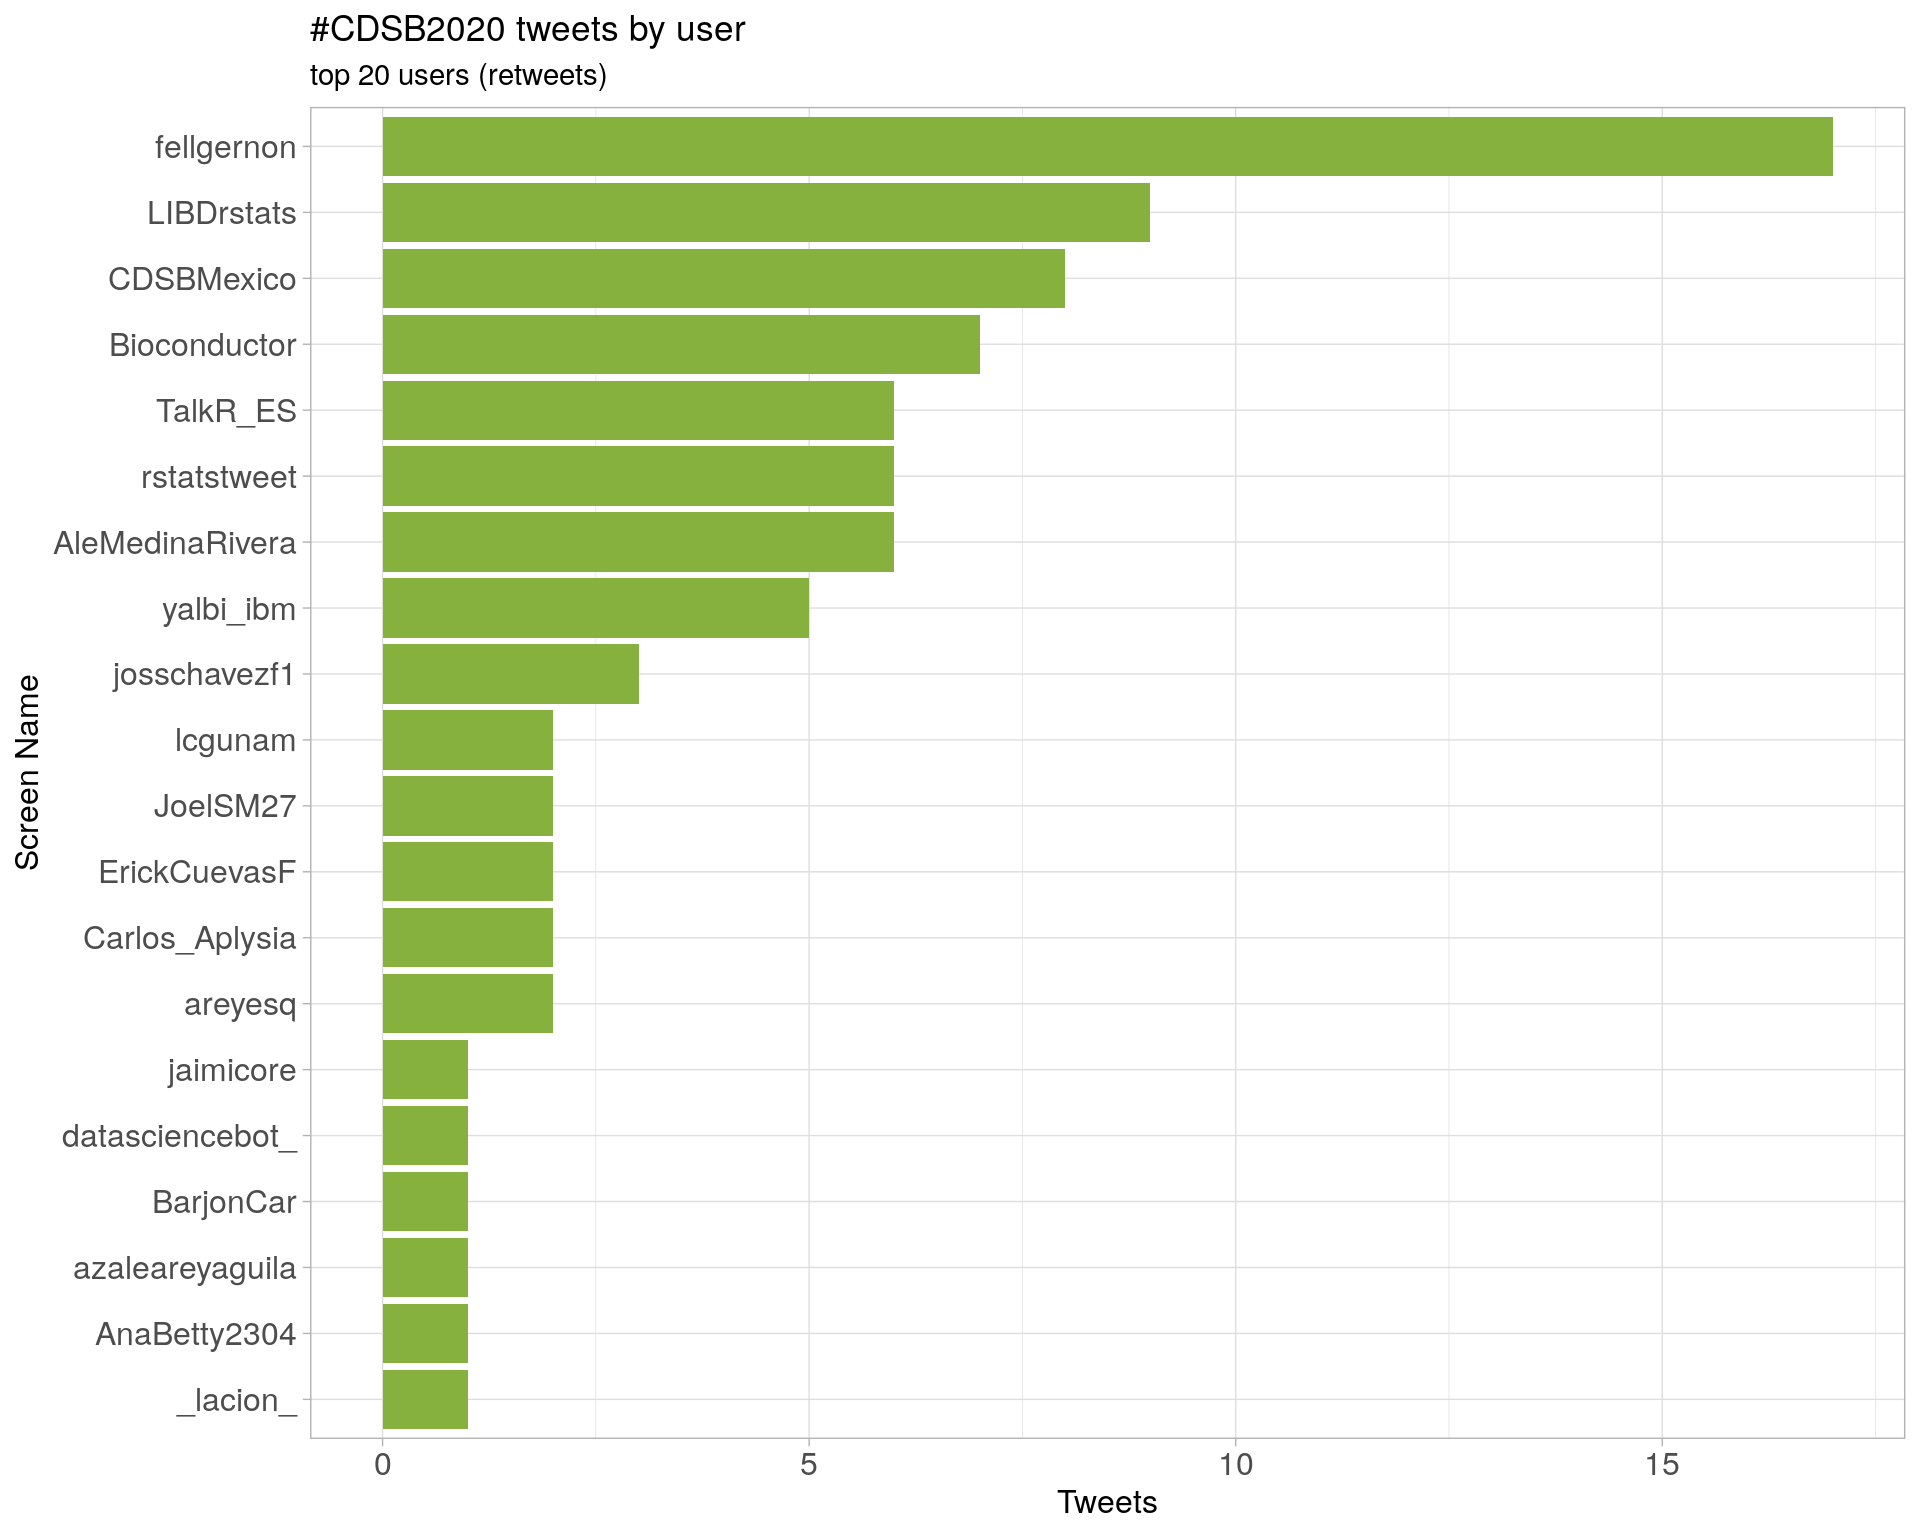 #CDSB2020 tweets by user
top 20 users (retweets)
fellgernon
LIBDrstats
CDSBMexico
Bioconductor
TalkR_ES
rstatstweet
AleMedinaRivera
yalbi_ibm
josschavezf1
lcgunam
JoelSM27
ErickCuevasF
Carlos_Aplysia
areyesq
jaimicore
datasciencebot_
BarjonCar
azaleareyaguila
AnaBetty2304
_lacion_
Screen Name
0 5 10 15
Tweets